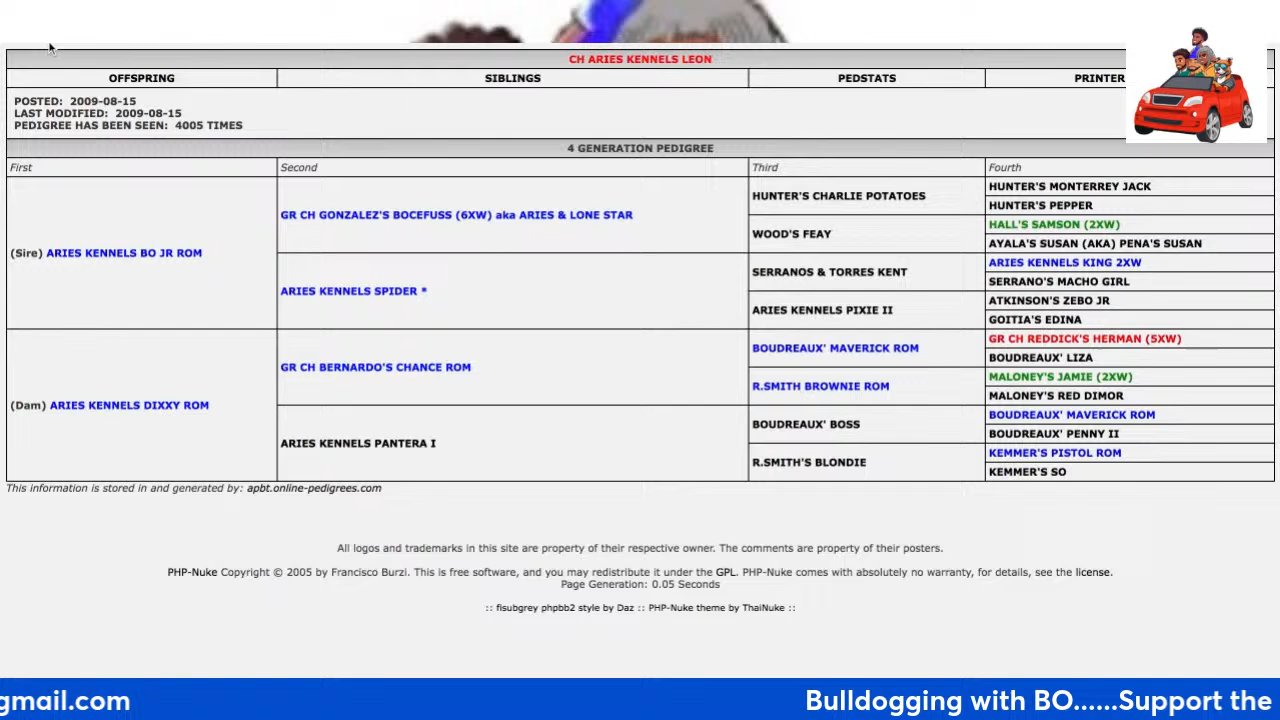 CH ARIES KENNELS LEON
OFFSPRING SIBLINGS PEDSTATS PRINTER
POSTED: 2009-08-15
LAST MODIFIED: 2009-08-15
PEDIGREE HAS BEEN SEEN: 4005 TIMES
4 GENERATION PEDIGREE
First Second Third Fourth
(Sire) ARIES KENNELS BO JR ROM
GR CH GONZALEZ'S BOCEFUSS (6XW) aka ARIES & LONE STAR
HUNTER'S CHARLIE POTATOES
HUNTER'S MONTERREY JACK
HUNTER'S PEPPER
WOOD'S FEAY
HALL'S SAMSON (2XW)
AYALA'S SUSAN (AKA) PENA'S SUSAN
ARIES KENNELS SPIDER *
SERRANOS & TORRES KENT
ARIES KENNELS KING 2XW
SERRANO'S MACHO GIRL
ARIES KENNELS PIXIE II
ATKINSON'S ZEBO JR
GOITIA'S EDINA
(Dam) ARIES KENNELS DIXXY ROM
GR CH BERNARDO'S CHANCE ROM
BOUDREAUX' MAVERICK ROM
GR CH REDDICK'S HERMAN (5XW)
BOUDREAUX' LIZA
R.SMITH BROWNIE ROM
MALONEY'S JAMIE (2XW)
MALONEY'S RED DIMOR
ARIES KENNELS PANTERA I
BOUDREAUX' BOSS
BOUDREAUX' MAVERICK ROM
BOUDREAUX' PENNY II
R.SMITH'S BLONDIE
KEMMER'S PISTOL ROM
KEMMER'S SO
This information is stored in and generated by: apbt.online-pedigrees.com
All logos and trademarks in this site are property of their respective owner. The comments are property of their posters.
PHP-Nuke Copyright © 2005 by Francisco Burzi. This is free software, and you may redistribute it under the GPL. PHP-Nuke comes with absolutely no warranty, for details, see the license.
Page Generation: 0.05 Seconds
:: fisubgrey phpbb2 style by Daz :: PHP-Nuke theme by ThaiNuke ::
gmail.com Bulldogging with BO......Support the